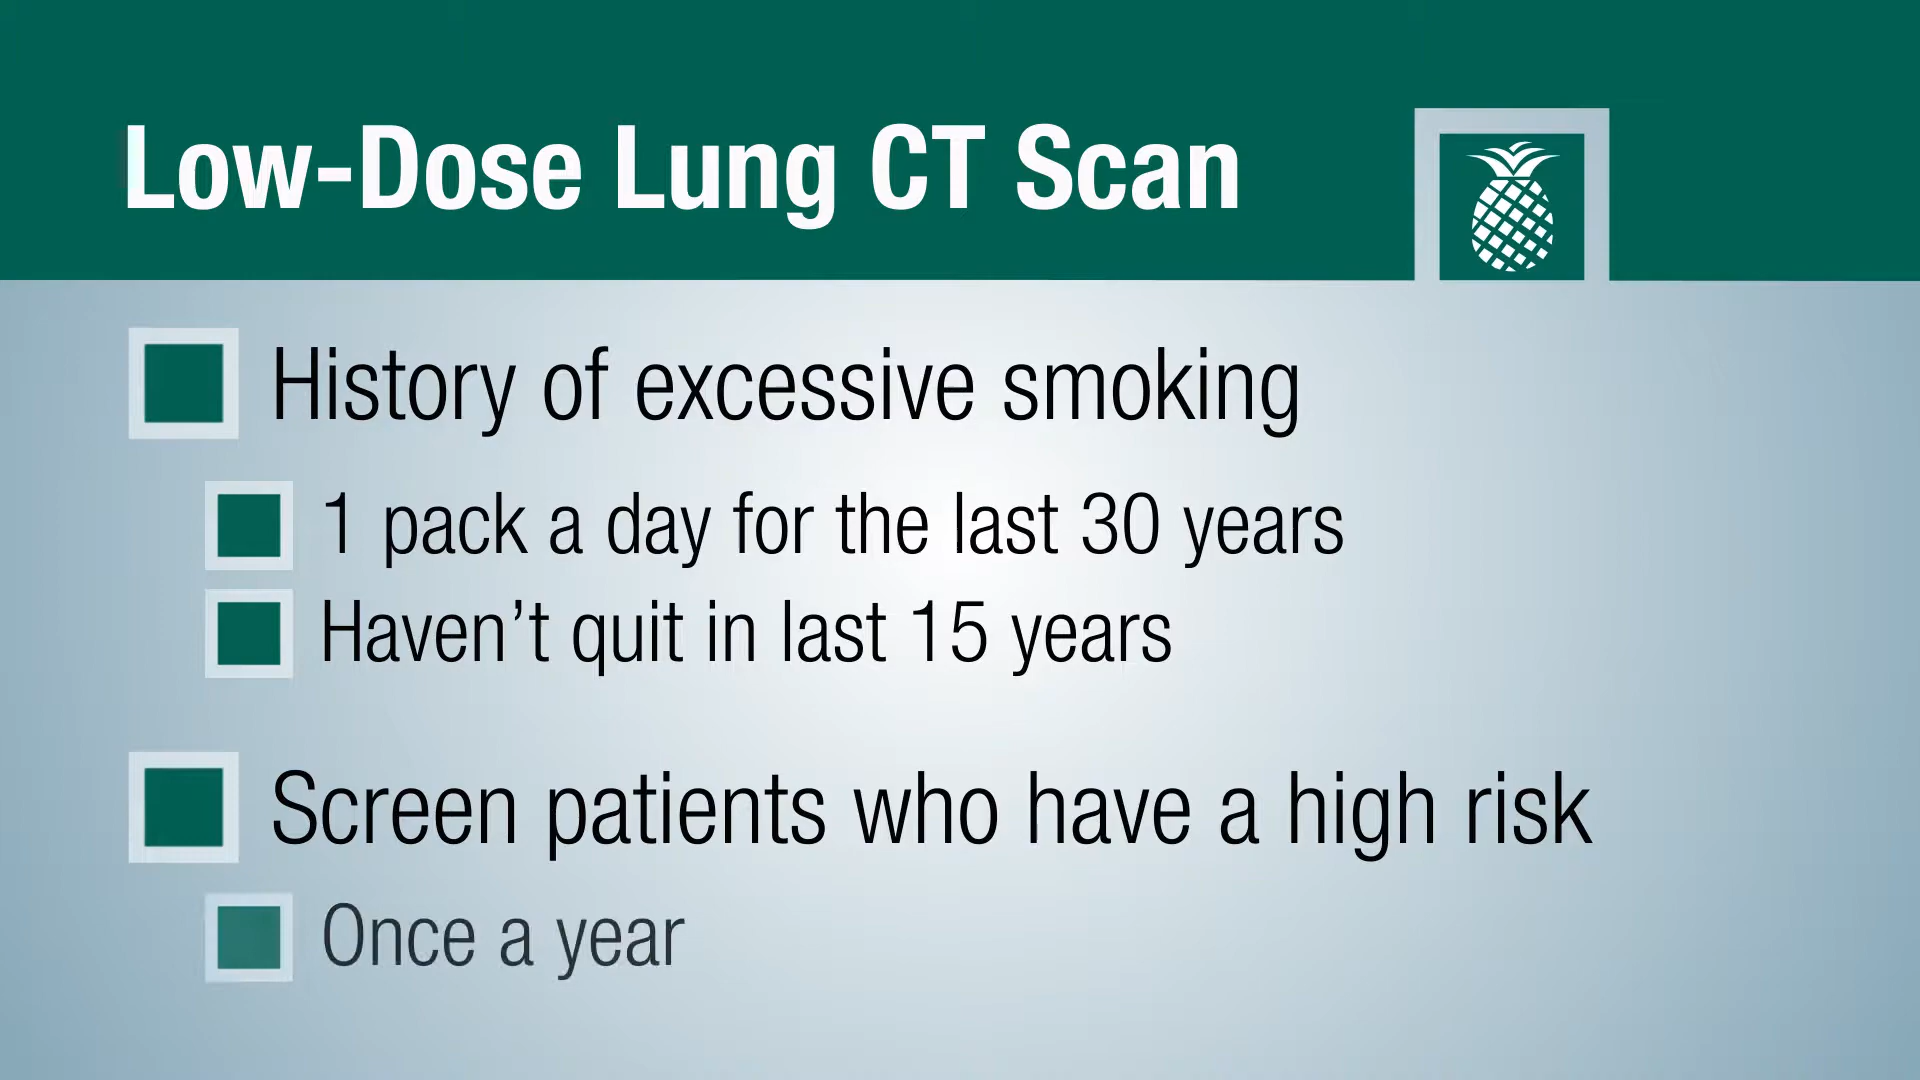 Low-Dose Lung CT Scan
History of excessive smoking
1 pack a day for the last 30 years
Haven’t quit in last 15 years
Screen patients who have a high risk
Once a year